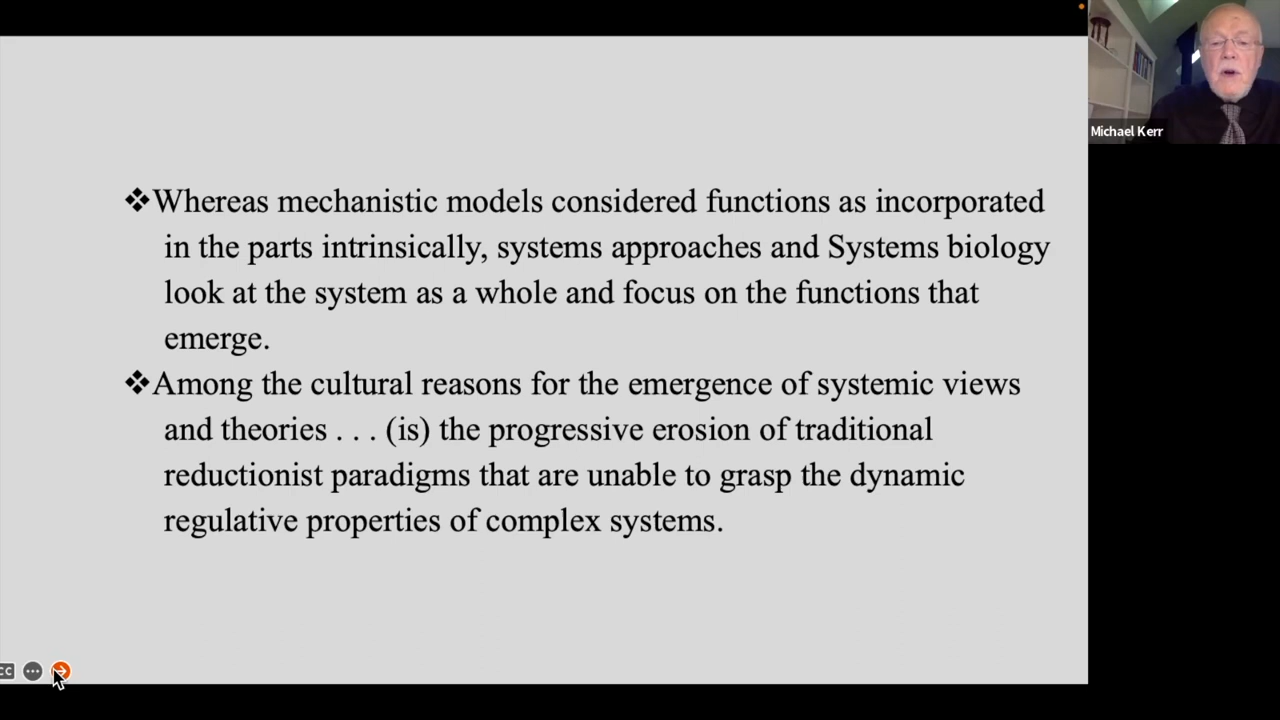 ❖Whereas mechanistic models considered functions as incorporated
in the parts intrinsically, systems approaches and Systems biology
look at the system as a whole and focus on the functions that
emerge.
❖Among the cultural reasons for the emergence of systemic views
and theories . . . (is) the progressive erosion of traditional
reductionist paradigms that are unable to grasp the dynamic
regulative properties of complex systems.
Michael Kerr
CC